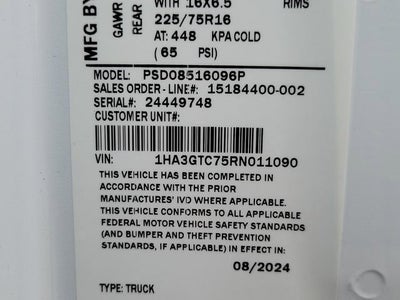 MFG BY
GAWR
REAR
WITH 16X6.5 RIMS
225/75R16
AT: 448 KPA COLD
( 65 PSI)
MODEL: PSD08516096P
SALES ORDER - LINE#: 15184400-002
SERIAL#: 24449748
CUSTOMER UNIT#:
VIN: 1HA3GTC75RN011090
THIS VEHICLE HAS BEEN COMPLETED IN
ACCORDANCE WITH THE PRIOR
MANUFACTURES' IVD WHERE APPLICABLE.
THIS VEHICLE CONFORMS TO ALL APPLICABLE
FEDERAL MOTOR VEHICLE SAFETY STANDARDS
(AND BUMPER AND THEFT PREVENTION
STANDARDS, IF APPLICABLE) IN EFFECT IN:
08/2024
TYPE: TRUCK